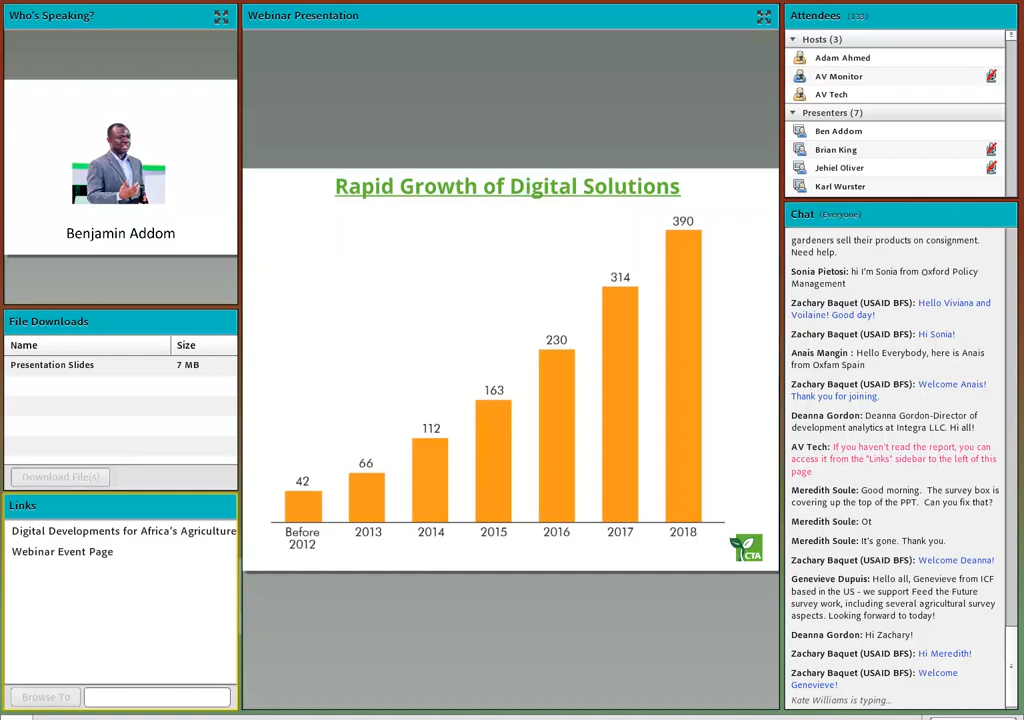 Who's Speaking?
Benjamin Addom
File Downloads
Name Size
Presentation Slides 7 MB
Download File(s)
Links
Digital Developments for Africa's Agriculture
Webinar Event Page
Browse To
Webinar Presentation
Rapid Growth of Digital Solutions
390
314
230
163
112
66
42
Before 2013 2014 2015 2016 2017 2018
2012
CTA
Attendees (133)
Hosts (3)
Adam Ahmed
AV Monitor
AV Tech
Presenters (7)
Ben Addom
Brian King
Jehiel Oliver
Karl Wurster
Chat (Everyone)
gardeners sell their products on consignment.
Need help.
Sonia Pietosi: hi I'm Sonia from Oxford Policy
Management
Zachary Baquet (USAID BFS): Hello Viviana and
Voilaine! Good day!
Zachary Baquet (USAID BFS): Hi Sonia!
Anais Mangin : Hello Everybody, here is Anais
from Oxfam Spain
Zachary Baquet (USAID BFS): Welcome Anais!
Thank you for joining.
Deanna Gordon: Deanna Gordon-Director of
development analytics at Integra LLC. Hi all!
AV Tech: If you haven't read the report, you can
access it from the "Links" sidebar to the left of this
page
Meredith Soule: Good morning. The survey box is
covering up the top of the PPT. Can you fix that?
Meredith Soule: Ot
Meredith Soule: It's gone. Thank you.
Zachary Baquet (USAID BFS): Welcome Deanna!
Genevieve Dupuis: Hello all, Genevieve from ICF
based in the US - we support Feed the Future
survey work, including several agricultural survey
aspects. Looking forward to today!
Deanna Gordon: Hi Zachary!
Zachary Baquet (USAID BFS): Hi Meredith!
Zachary Baquet (USAID BFS): Welcome
Genevieve!
Kate Williams is typing...